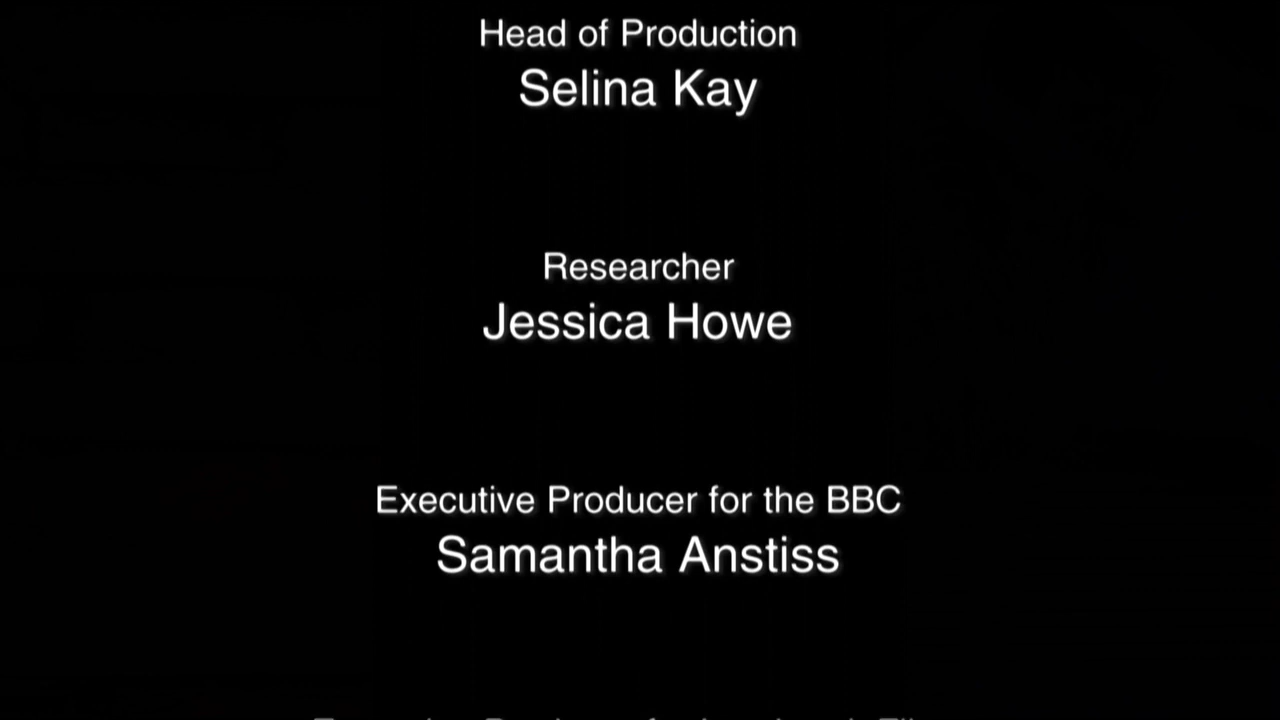 Head of Production
Selina Kay
Researcher
Jessica Howe
Executive Producer for the BBC
Samantha Anstiss